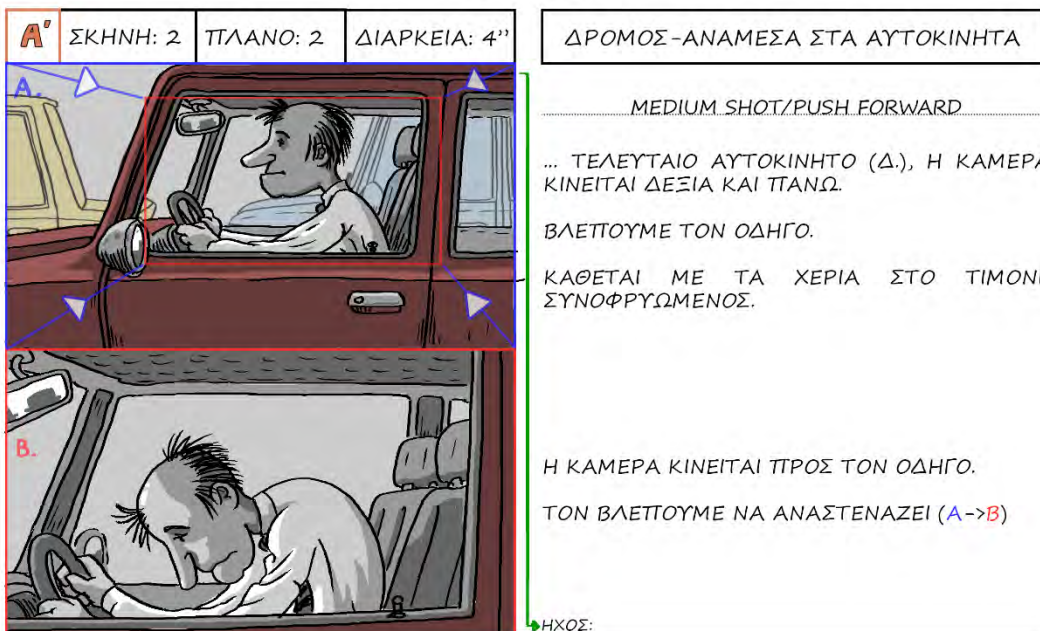 Α' ΣΚΗΝΗ: 2 ΠΛΑΝΟ: 2 ΔΙΑΡΚΕΙΑ: 4’’ ΔΡΟΜΟΣ-ΑΝΑΜΕΣΑ ΣΤΑ ΑΥΤΟΚΙΝΗΤΑ
A.
MEDIUM SHOT/PUSH FORWARD
... ΤΕΛΕΥΤΑΙΟ ΑΥΤΟΚΙΝΗΤΟ (Δ.), Η ΚΑΜΕΡΑ
ΚΙΝΕΙΤΑΙ ΔΕΞΙΑ ΚΑΙ ΠΑΝΩ.
ΒΛΕΠΟΥΜΕ ΤΟΝ ΟΔΗΓΟ.
ΚΑΘΕΤΑΙ ΜΕ ΤΑ ΧΕΡΙΑ ΣΤΟ ΤΙΜΟΝΙ
ΣΥΝΟΦΡΥΩΜΕΝΟΣ.
B.
Η ΚΑΜΕΡΑ ΚΙΝΕΙΤΑΙ ΠΡΟΣ ΤΟΝ ΟΔΗΓΟ.
ΤΟΝ ΒΛΕΠΟΥΜΕ ΝΑ ΑΝΑΣΤΕΝΑΖΕΙ (A->B)
ΗΧΟΣ: